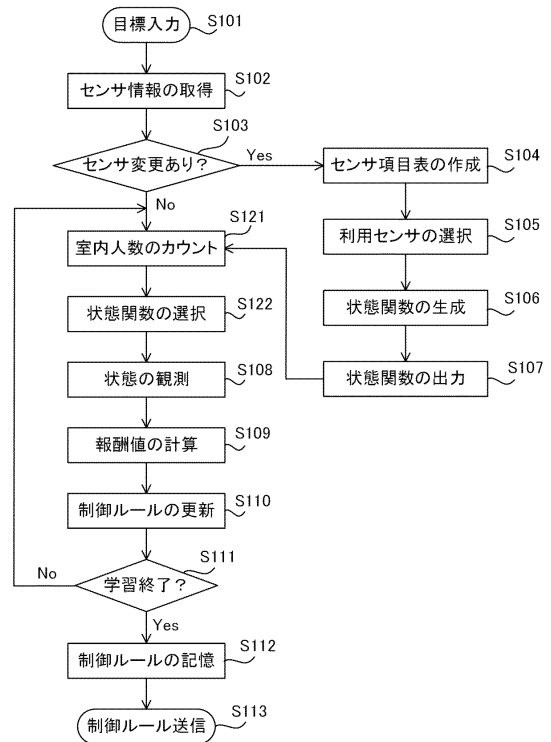 目標入力
S101
センサ情報の取得
S102
センサ変更あり?
S103
Yes
No
センサ項目表の作成
S104
利用センサの選択
S105
状態関数の生成
S106
状態関数の出力
S107
室内人数のカウント
S121
状態関数の選択
S122
状態の観測
S108
報酬値の計算
S109
制御ルールの更新
S110
学習終了?
S111
No
Yes
制御ルールの記憶
S112
制御ルール送信
S113